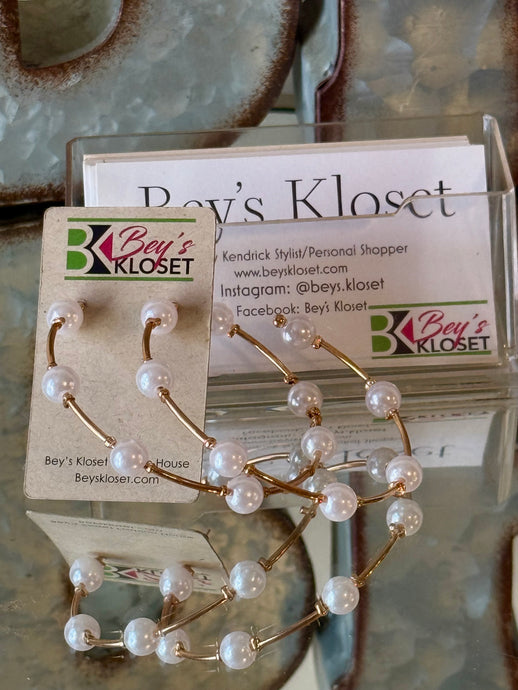 Bey's Kloset
Kendrick Stylist/Personal Shopper
www.beyskloset.com
Instagram: @beys.kloset
Facebook: Bey's Kloset
BK Bey's
KLOSET
BK Bey's
KLOSET
Bey's Kloset House
Beyskloset.com